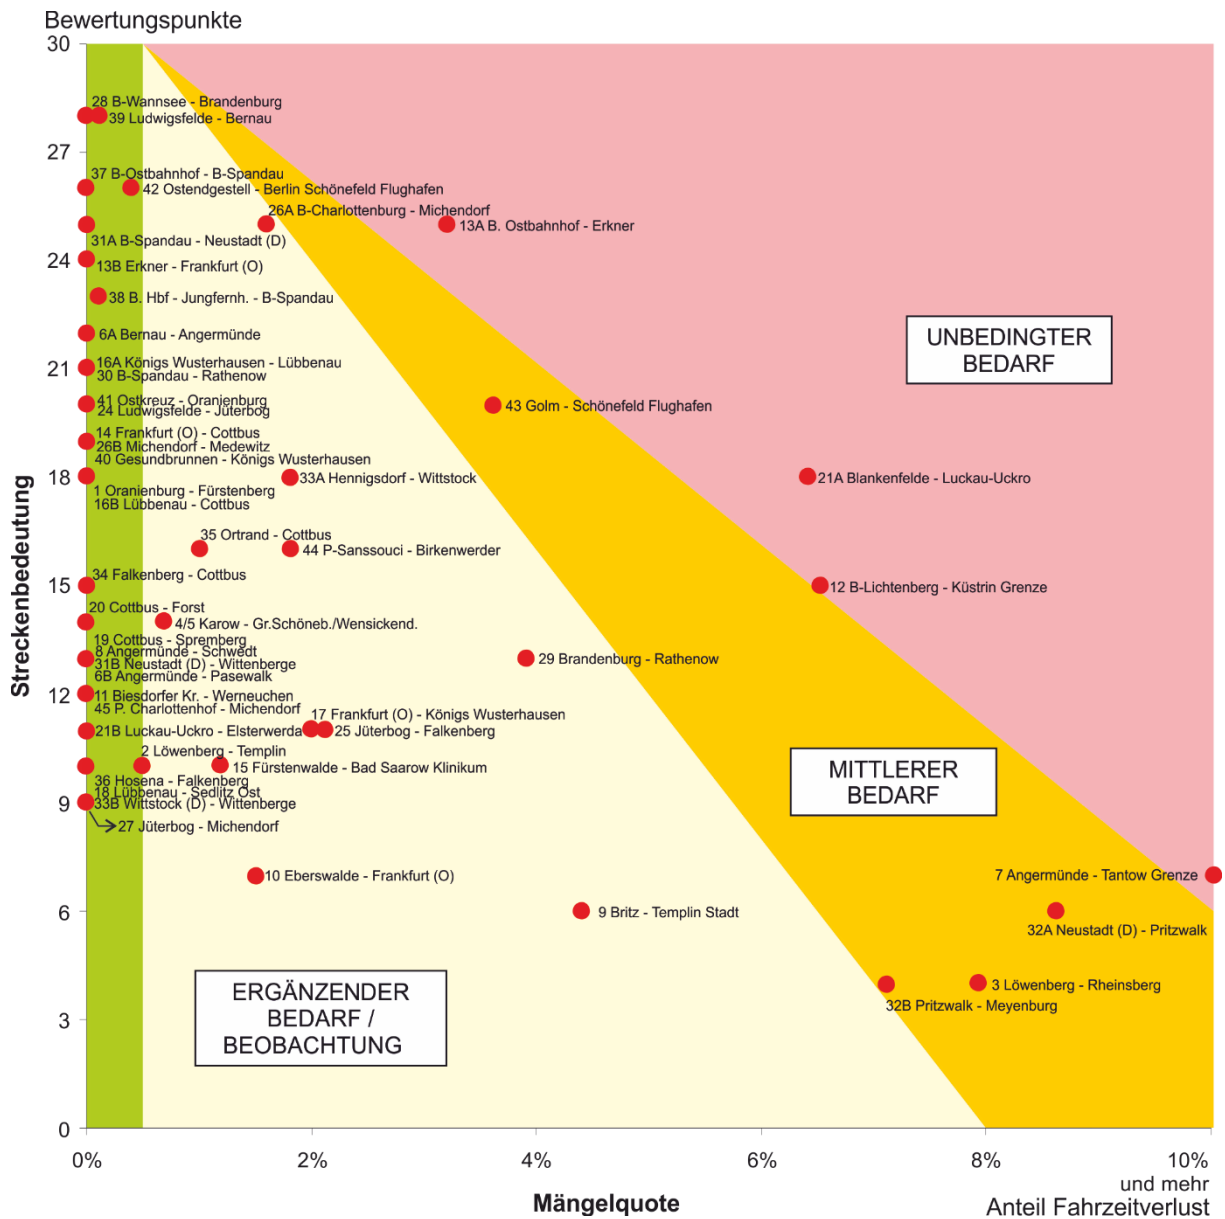 Bewertungspunkte
30
28 B-Wannsee - Brandenburg
39 Ludwigsfelde - Bernau
27
37 B-Ostbahnhof - B-Spandau
42 Ostendgestell - Berlin Schönefeld Flughafen
26A B-Charlottenburg - Michendorf
13A B. Ostbahnhof - Erkner
31A B-Spandau - Neustadt (D)
24
13B Erkner - Frankfurt (O)
38 B. Hbf - Jungfernh. - B-Spandau
6A Bernau - Angermünde
UNBEDINGTER
BEDARF
21
16A Königs Wusterhausen - Lübbenau
30 B-Spandau - Rathenow
41 Ostkreuz - Oranienburg
24 Ludwigsfelde - Jüterbog
43 Golm - Schönefeld Flughafen
14 Frankfurt (O) - Cottbus
26B Michendorf - Medewitz
40 Gesundbrunnen - Königs Wusterhausen
18
33A Hennigsdorf - Wittstock
21A Blankenfelde - Luckau-Uckro
1 Oranienburg - Fürstenberg
16B Lübbenau - Cottbus
35 Ortrand - Cottbus
44 P-Sanssouci - Birkenwerder
34 Falkenberg - Cottbus
15
12 B-Lichtenberg - Küstrin Grenze
20 Cottbus - Forst
4/5 Karow - Gr.Schöneb./Wensickend.
19 Cottbus - Spremberg
8 Angermünde - Schwedt
31B Neustadt (D) - Wittenberge
29 Brandenburg - Rathenow
6B Angermünde - Pasewalk
12
11 Biesdorfer Kr. - Werneuchen
45 P. Charlottenhof - Michendorf
17 Frankfurt (O) - Königs Wusterhausen
21B Luckau-Uckro - Elsterwerda
25 Jüterbog - Falkenberg
2 Löwenberg - Templin
15 Fürstenwalde - Bad Saarow Klinikum
MITTLERER
BEDARF
36 Hosena - Falkenberg
18 Lübbenau - Sedlitz Ost
9
33B Wittstock (D) - Wittenberge
27 Jüterbog - Michendorf
10 Eberswalde - Frankfurt (O)
7 Angermünde - Tantow Grenze
6
9 Britz - Templin Stadt
32A Neustadt (D) - Pritzwalk
3 Löwenberg - Rheinsberg
32B Pritzwalk - Meyenburg
ERGÄNZENDER
BEDARF /
BEOBACHTUNG
3
0
Streckenbedeutung
0%
2%
4%
6%
8%
10%
und mehr
Mängelquote
Anteil Fahrzeitverlust